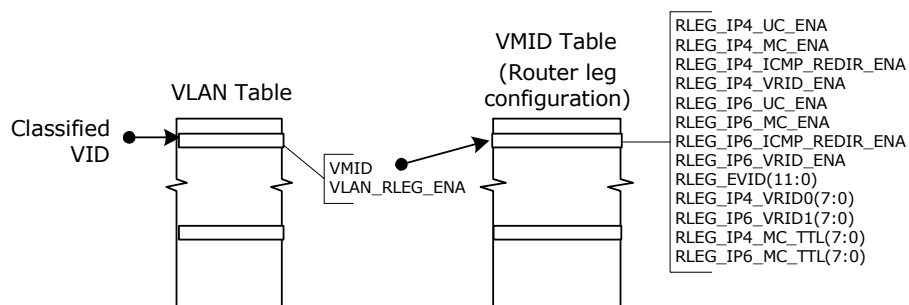 Classified
VID
VLAN Table
VMID
VLAN_RLEG_ENA
VMID Table
(Router leg
configuration)
RLEG_IP4_UC_ENA
RLEG_IP4_MC_ENA
RLEG_IP4_ICMP_REDIR_ENA
RLEG_IP4_VRID_ENA
RLEG_IP6_UC_ENA
RLEG_IP6_MC_ENA
RLEG_IP6_ICMP_REDIR_ENA
RLEG_IP6_VRID_ENA
RLEG_EVID(11:0)
RLEG_IP4_VRID0(7:0)
RLEG_IP6_VRID1(7:0)
RLEG_IP4_MC_TTL(7:0)
RLEG_IP6_MC_TTL(7:0)